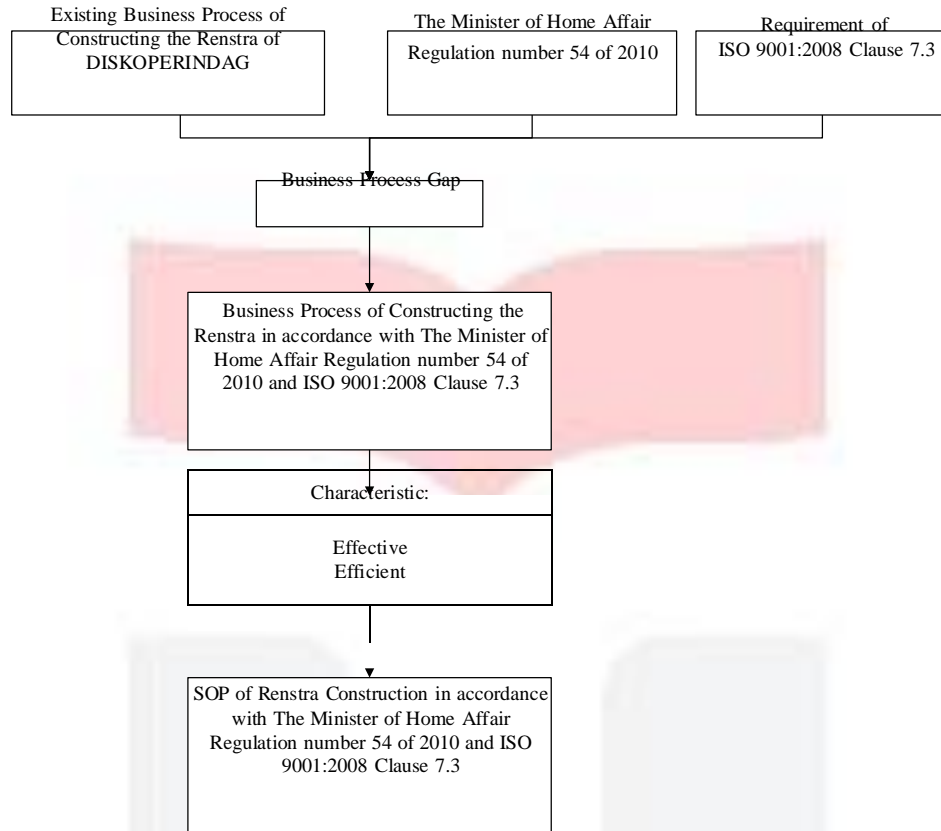 Existing Business Process of
Constructing the Renstra of
DISKOPERINDAG
The Minister of Home Affair
Regulation number 54 of 2010
Requirement of
ISO 9001:2008 Clause 7.3
Business Process Gap
Business Process of Constructing the
Renstra in accordance with The Minister of
Home Affair Regulation number 54 of
2010 and ISO 9001:2008 Clause 7.3
Characteristic:
Effective
Efficient
SOP of Renstra Construction in accordance
with The Minister of Home Affair
Regulation number 54 of 2010 and ISO
9001:2008 Clause 7.3